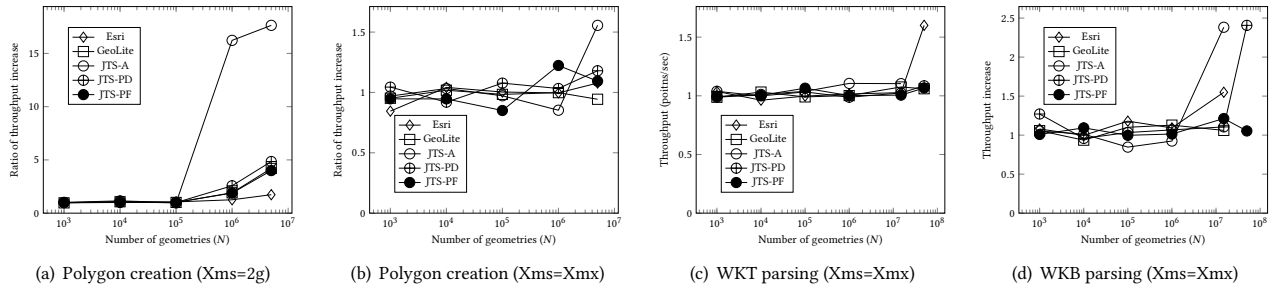 Ratio of throughput increase
15
10
5
0
Esri
GeoLite
JTS-A
JTS-PD
JTS-PF
10^3 10^4 10^5 10^6 10^7
Number of geometries (N)
(a) Polygon creation (Xms=2g)
Ratio of throughput increase
1.5
1
0.5
0
Esri
GeoLite
JTS-A
JTS-PD
JTS-PF
10^3 10^4 10^5 10^6 10^7
Number of geometries (N)
(b) Polygon creation (Xms=Xmx)
Throughput (poitns/sec)
1.5
1
0.5
0
Esri
GeoLite
JTS-A
JTS-PD
JTS-PF
10^3 10^4 10^5 10^6 10^7
Number of geometries (N)
(c) WKT parsing (Xms=Xmx)
Throughput increase
2.5
2
1.5
1
0.5
0
Esri
GeoLite
JTS-A
JTS-PD
JTS-PF
10^3 10^4 10^5 10^6 10^7 10^8
Number of geometries (N)
(d) WKB parsing (Xms=Xmx)